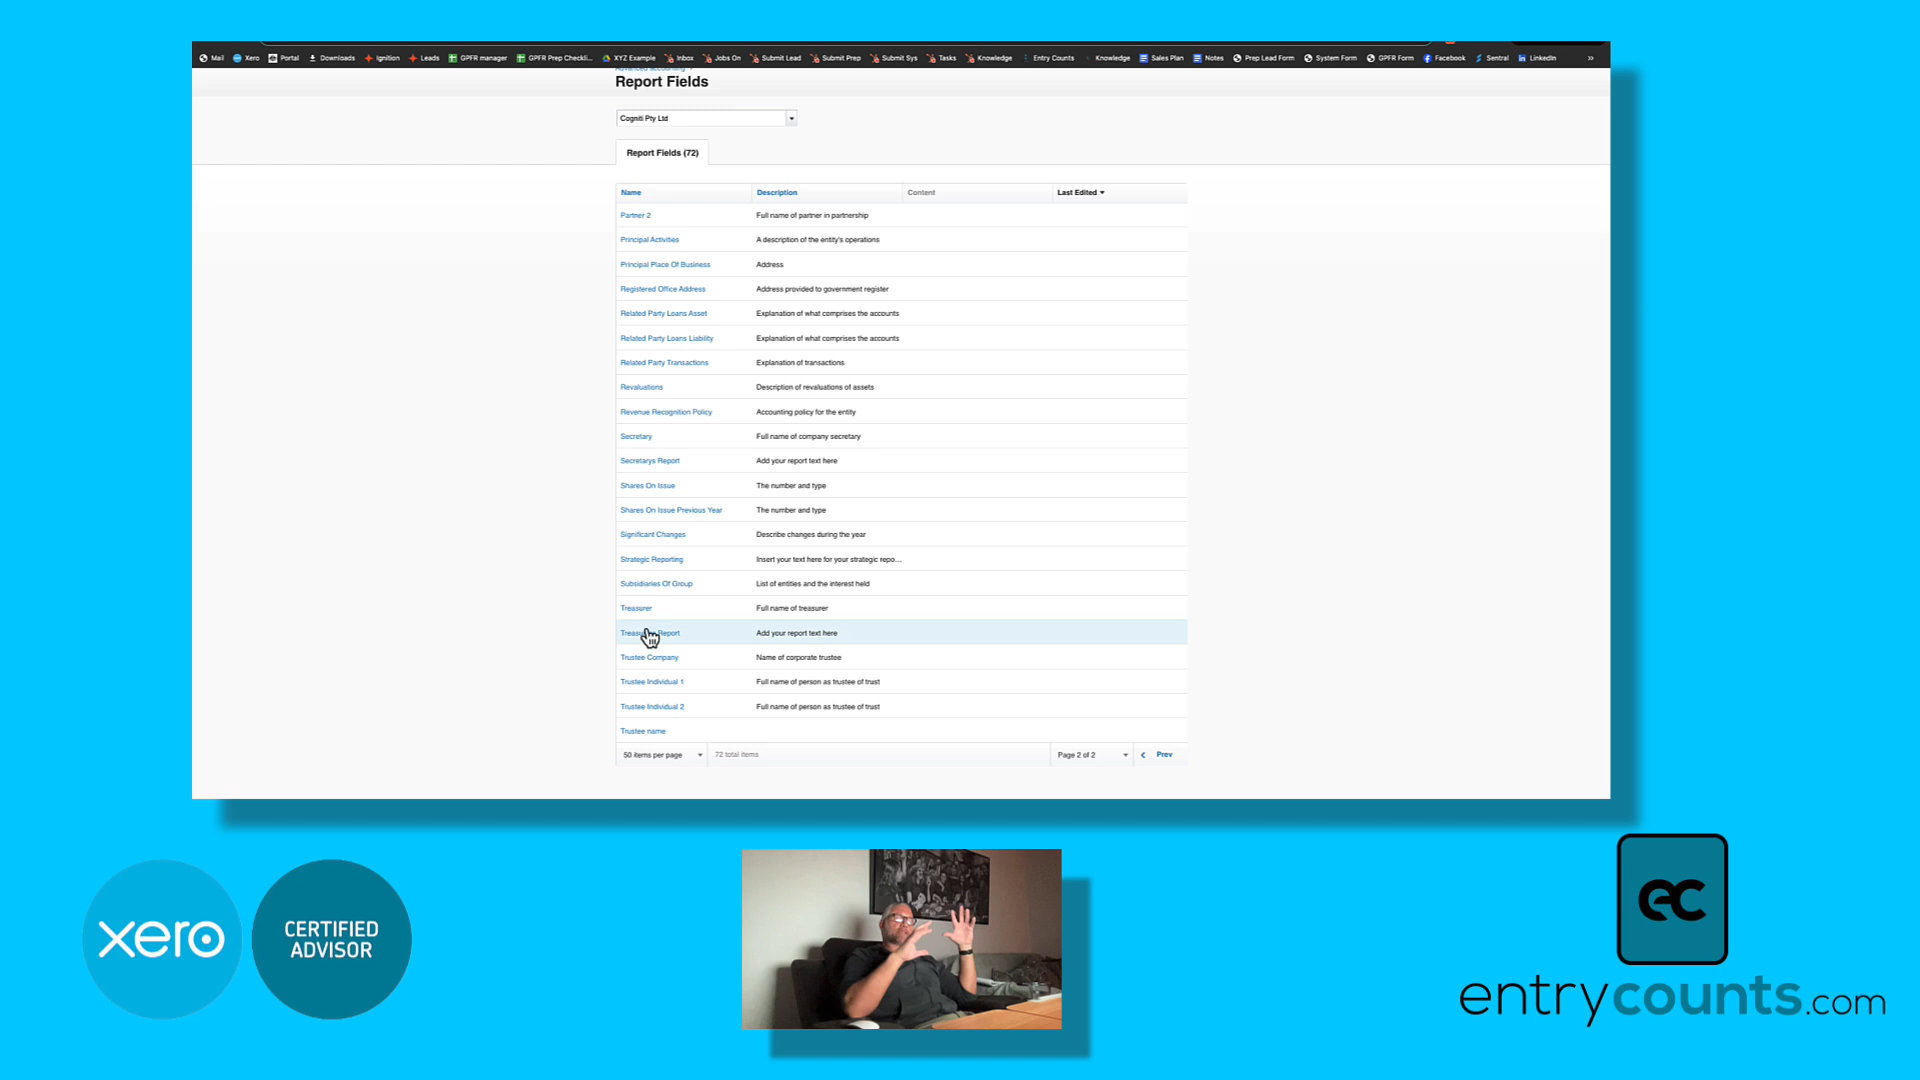 Mail Xero Portal Downloads Ignition Leads GPFR manager GPFR Prep Checkli... XYZ Example Inbox Jobs On Submit Lead Submit Prep Submit Sys Tasks Knowledge Entry Counts Knowledge Sales Plan Notes Prep Lead Form System Form GPFR Form Facebook Sentral LinkedIn »
Advanced accounting
Report Fields
Cogniti Pty Ltd
Report Fields (72)
Name Description Content Last Edited
Partner 2 Full name of partner in partnership
Principal Activities A description of the entity's operations
Principal Place Of Business Address
Registered Office Address Address provided to government register
Related Party Loans Asset Explanation of what comprises the accounts
Related Party Loans Liability Explanation of what comprises the accounts
Related Party Transactions Explanation of transactions
Revaluations Description of revaluations of assets
Revenue Recognition Policy Accounting policy for the entity
Secretary Full name of company secretary
Secretarys Report Add your report text here
Shares On Issue The number and type
Shares On Issue Previous Year The number and type
Significant Changes Describe changes during the year
Strategic Reporting Insert your text here for your strategic repo...
Subsidiaries Of Group List of entities and the interest held
Treasurer Full name of treasurer
Report Add your report text here
Trustee Company Name of corporate trustee
Trustee Individual 1 Full name of person as trustee of trust
Trustee Individual 2 Full name of person as trustee of trust
Trustee name
50 items per page 72 total items Page 2 of 2 Prev
xero
CERTIFIED
ADVISOR
ec
entrycounts.com